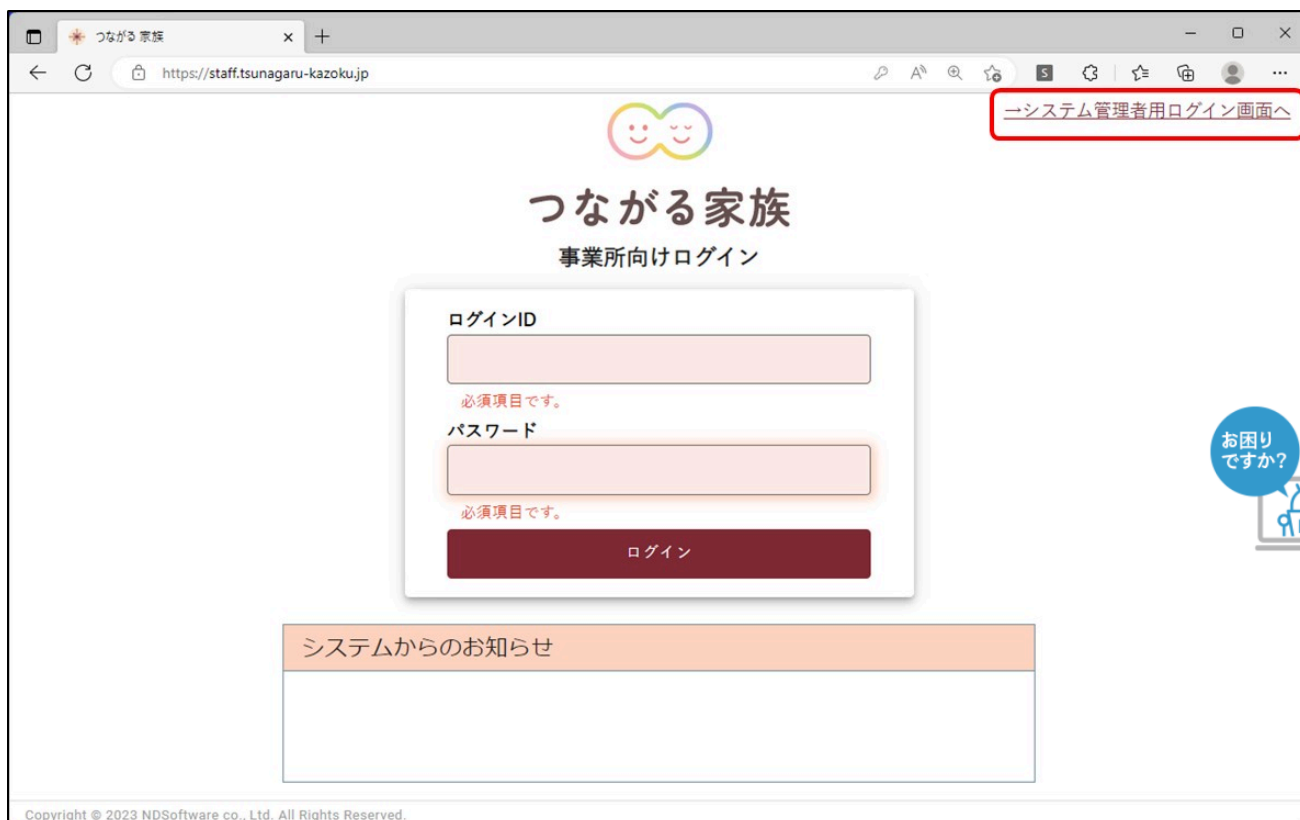 つながる 家族
https://staff.tsunagaru-kazoku.jp
→システム管理者用ログイン画面へ
つながる家族
事業所向けログイン
ログインID
必須項目です。
パスワード
必須項目です。
ログイン
お困り
ですか?
システムからのお知らせ
Copyright © 2023 NDSoftware co., Ltd. All Rights Reserved.